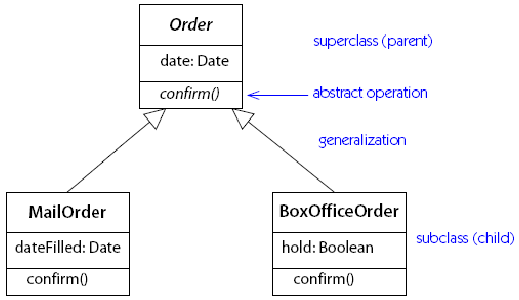 Order
superclass (parent)
date: Date
confirm()
abstract operation
generalization
MailOrder
BoxOfficeOrder
dateFilled: Date
hold: Boolean
subclass (child)
confirm()
confirm()